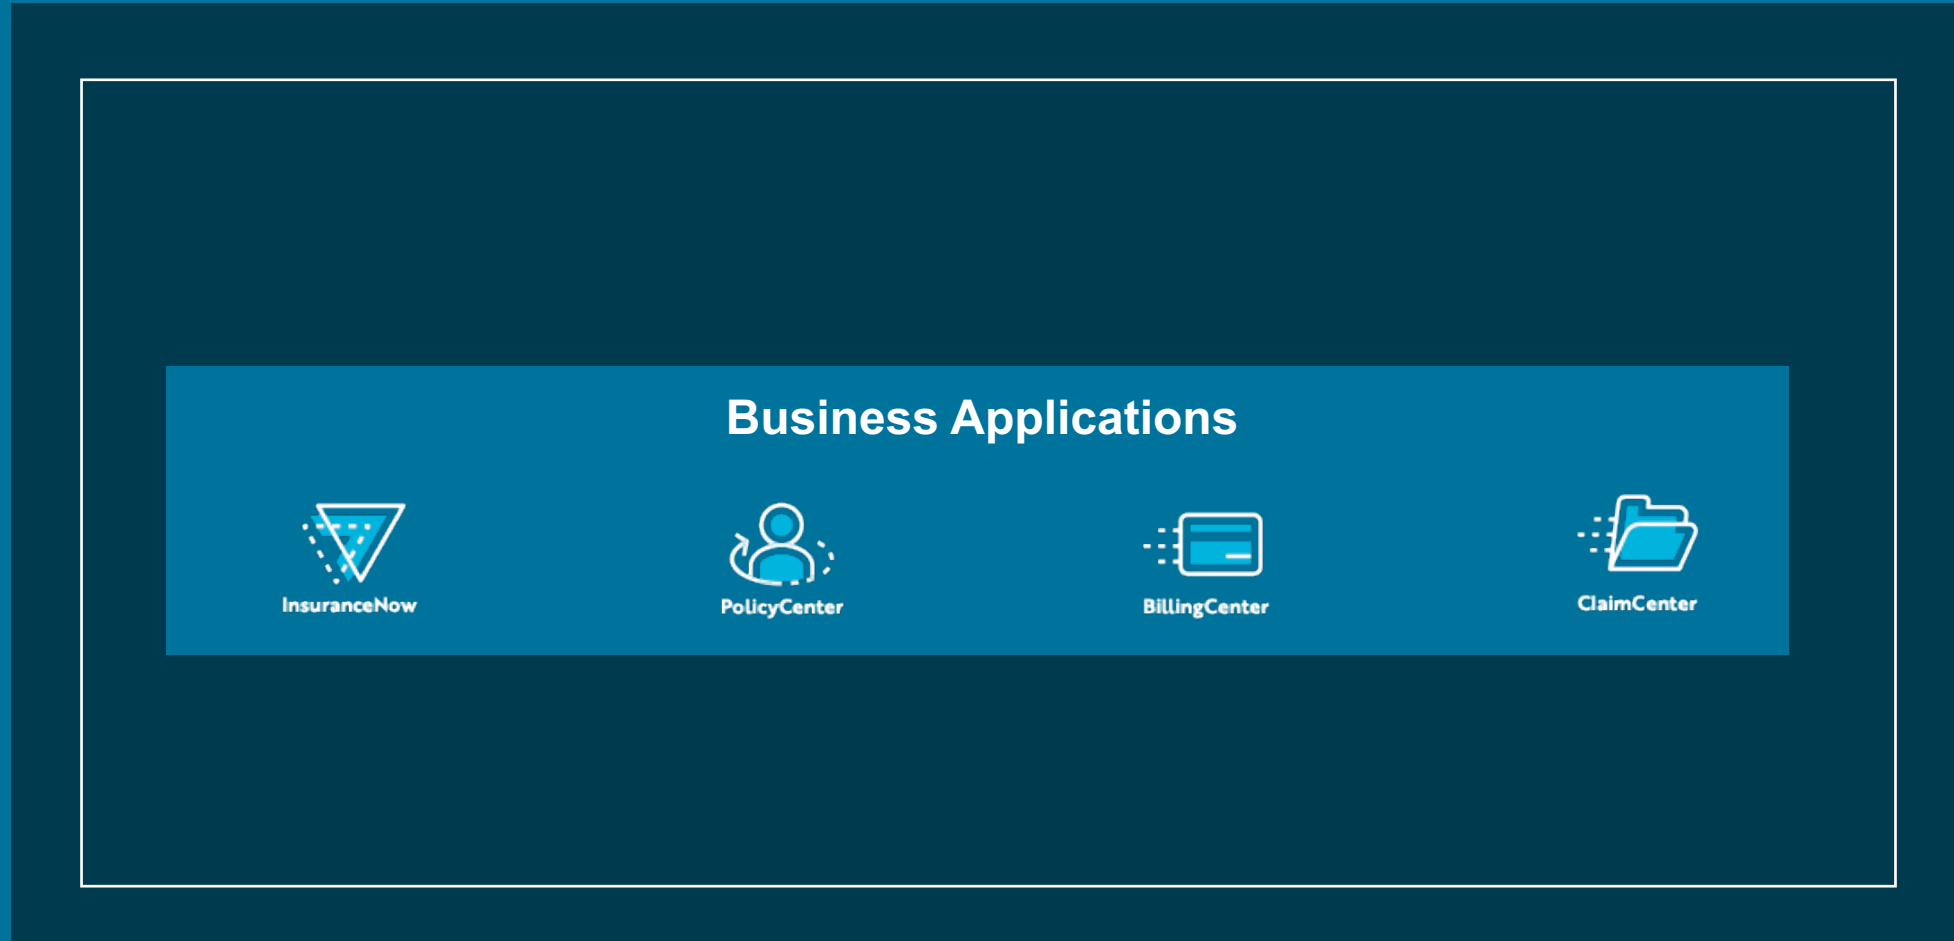 Business Applications
InsuranceNow
PolicyCenter
BillingCenter
ClaimCenter